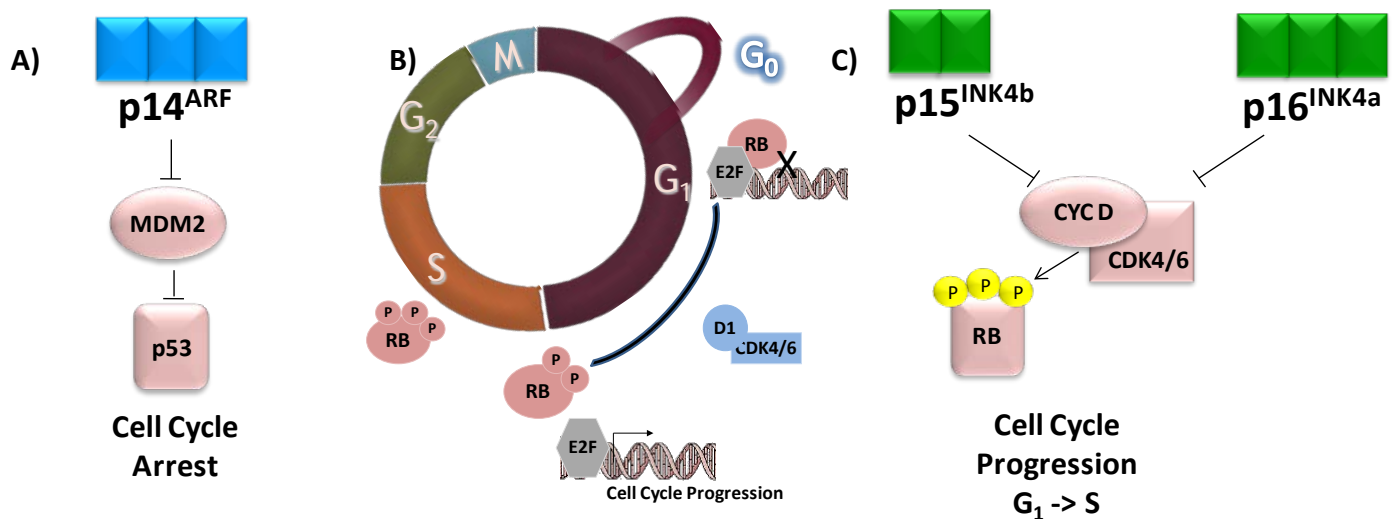 A)
p14ARF
MDM2
p53
Cell Cycle
Arrest
B)
M
G0
G2
G1
S
RB
X
E2F
D1
CDK4/6
P P P
RB
P P
RB
E2F
Cell Cycle Progression
C)
p15INK4b
p16INK4a
CYC D
CDK4/6
P P P
RB
Cell Cycle
Progression
G1 -> S